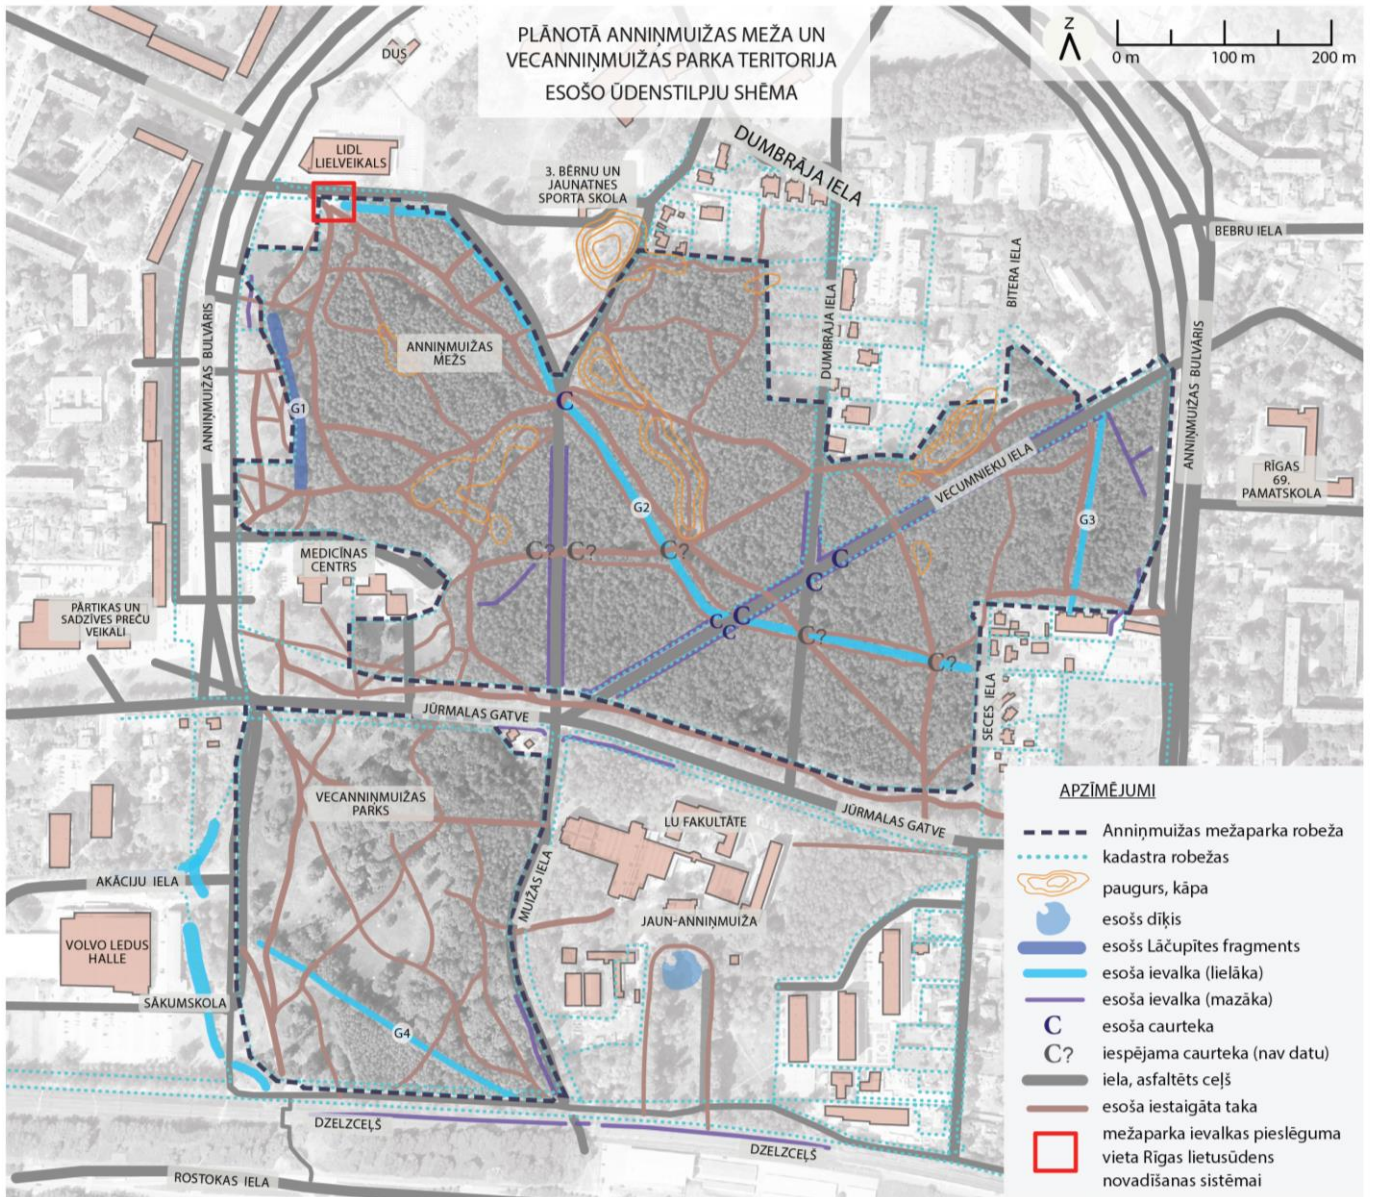 PLĀNOTĀ ANNIŅMUIŽAS MEŽA UN
VECANNIŅMUIŽAS PARKA TERITORIJA
ESOŠO ŪDENSTILPJU SHĒMA
Z
0 m
100 m
200 m
DUS
LIDL
LIELVEIKALS
3. BĒRNU UN
JAUNATNES
SPORTA SKOLA
DUMBRĀJA IELA
BEBRU IELA
BITERA IELA
ANNIŅMUIŽAS BULVĀRIS
ANNIŅMUIŽAS
MEŽS
DUMBRĀJA IELA
ANNIŅMUIŽAS BULVĀRIS
G1
C
VECUMNIEKU IELA
RĪGAS
69.
PAMATSKOLA
G2
G3
MEDICĪNAS
CENTRS
C?
C?
C?
C
C
PĀRTIKAS UN
SADZĪVES PREČU
VEIKALI
C
C
C
C?
C?
JŪRMALAS GATVE
SECES IELA
VECANNIŅMUIŽAS
PARKS
LU FAKULTĀTE
JŪRMALAS GATVE
AKĀCIJU IELA
MUIŽAS IELA
JAUN-ANNIŅMUIŽA
VOLVO LEDUS
HALLE
SĀKUMSKOLA
G4
DZELZCEĻŠ
DZELZCEĻŠ
ROSTOKAS IELA
APZĪMĒJUMI
Anniņmuižas mežaparka robeža
kadastra robežas
paugurs, kāpa
esošs dīķis
esošs Lāčupītes fragments
esoša ievalka (lielāka)
esoša ievalka (mazāka)
C esoša caurteka
C? iespējama caurteka (nav datu)
iela, asfaltēts ceļš
esoša iestaigāta taka
mežaparka ievalkas pieslēguma
vieta Rīgas lietusūdens
novadīšanas sistēmai